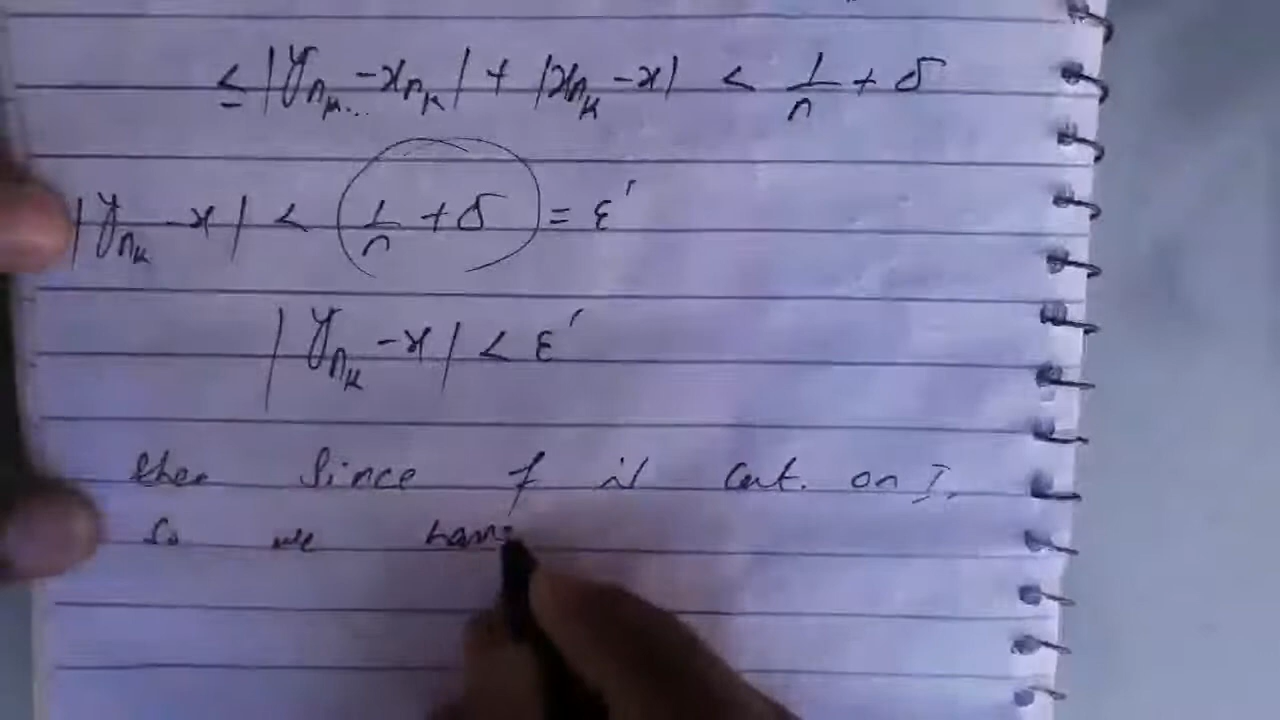 ≤ |y_{n_k} - x_{n_k}| + |x_{n_k} - x| < 1/n + δ
|y_{n_k} - x| < (1/n + δ) = ε'
|y_{n_k} - x| < ε'
then Since f is Cont. on I.
So we have